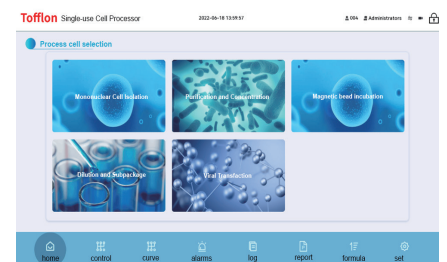 Tofflon Single-use Cell Processor 2022-06-18 13:59:57 004 Administrators
Process cell selection
Mononuclear Cell Isolation Purification and Concentration Magnetic bead incubation
Dilution and Subpackage Viral Transfection
home control curve alarms log report formula set